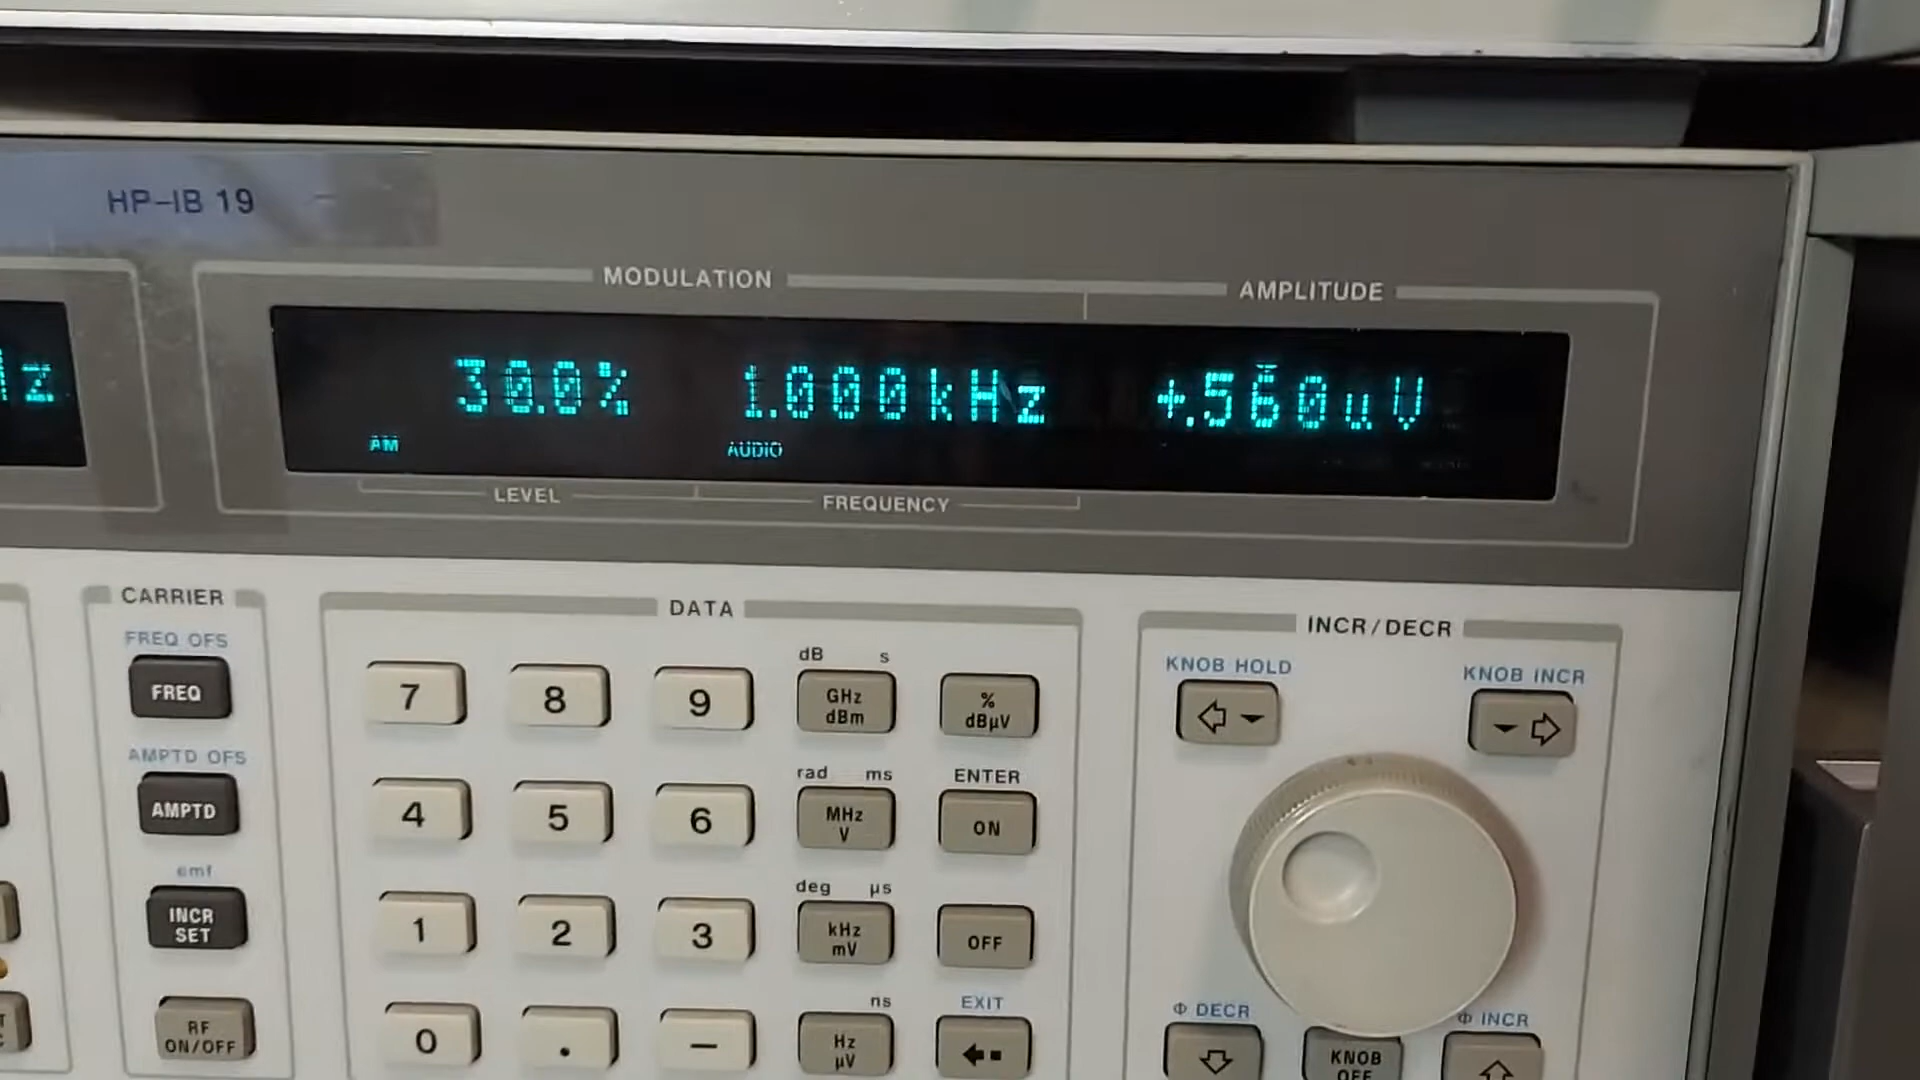 HP-IB 19
MODULATION
AMPLITUDE
z
30.0% 1.000kHz +.560uV
AM AUDIO
LEVEL FREQUENCY
CARRIER
DATA
INCR/DECR
FREQ OFS
FREQ
AMPTD OFS
AMPTD
emf
INCR
SET
RF
ON/OFF
7 8 9
dB s
GHz
dBm
%
dBµV
4 5 6
rad ms
MHz
V
ENTER
ON
1 2 3
deg µs
kHz
mV
OFF
0 . –
ns
Hz
µV
EXIT
KNOB HOLD
KNOB INCR
Φ DECR
KNOB
OFF
Φ INCR